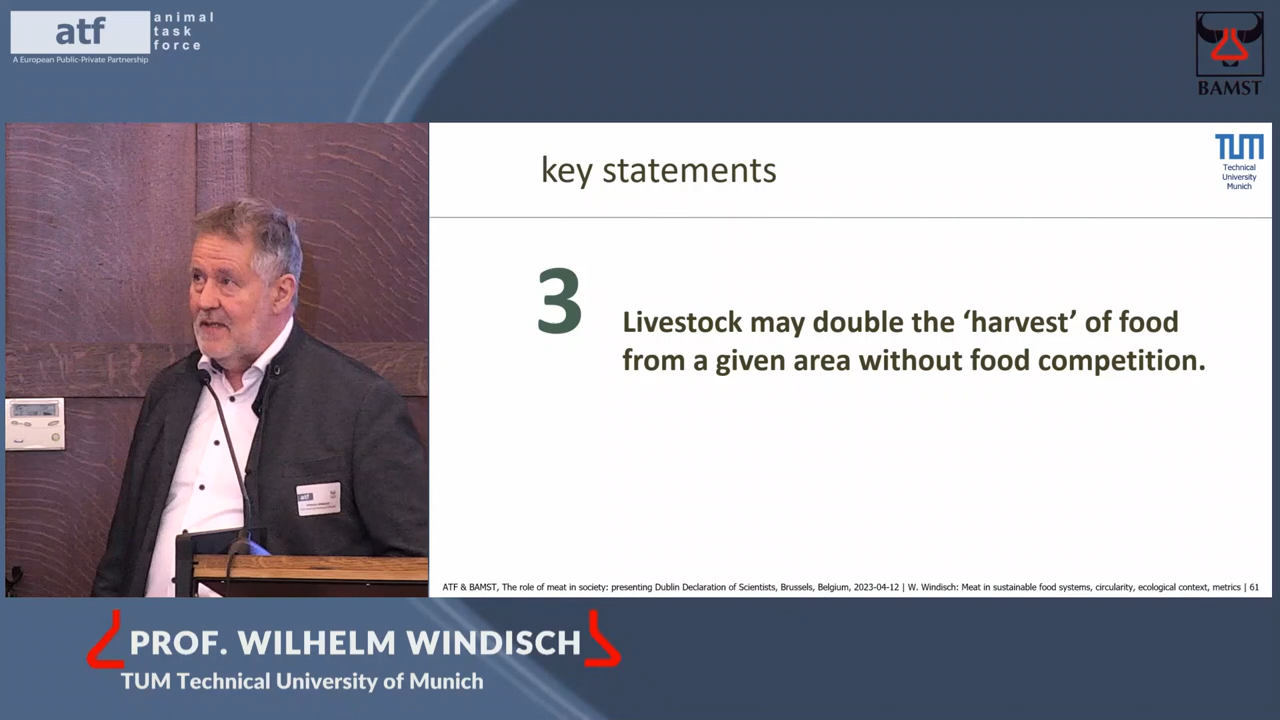 atf
animal
task
force
A European Public-Private Partnership
BAMST
key statements
TUM
Technical
University
Munich
3
Livestock may double the ‘harvest’ of food
from a given area without food competition.
atf
ATF & BAMST, The role of meat in society: presenting Dublin Declaration of Scientists, Brussels, Belgium, 2023-04-12 | W. Windisch: Meat in sustainable food systems, circularity, ecological context, metrics | 61
PROF. WILHELM WINDISCH
TUM Technical University of Munich